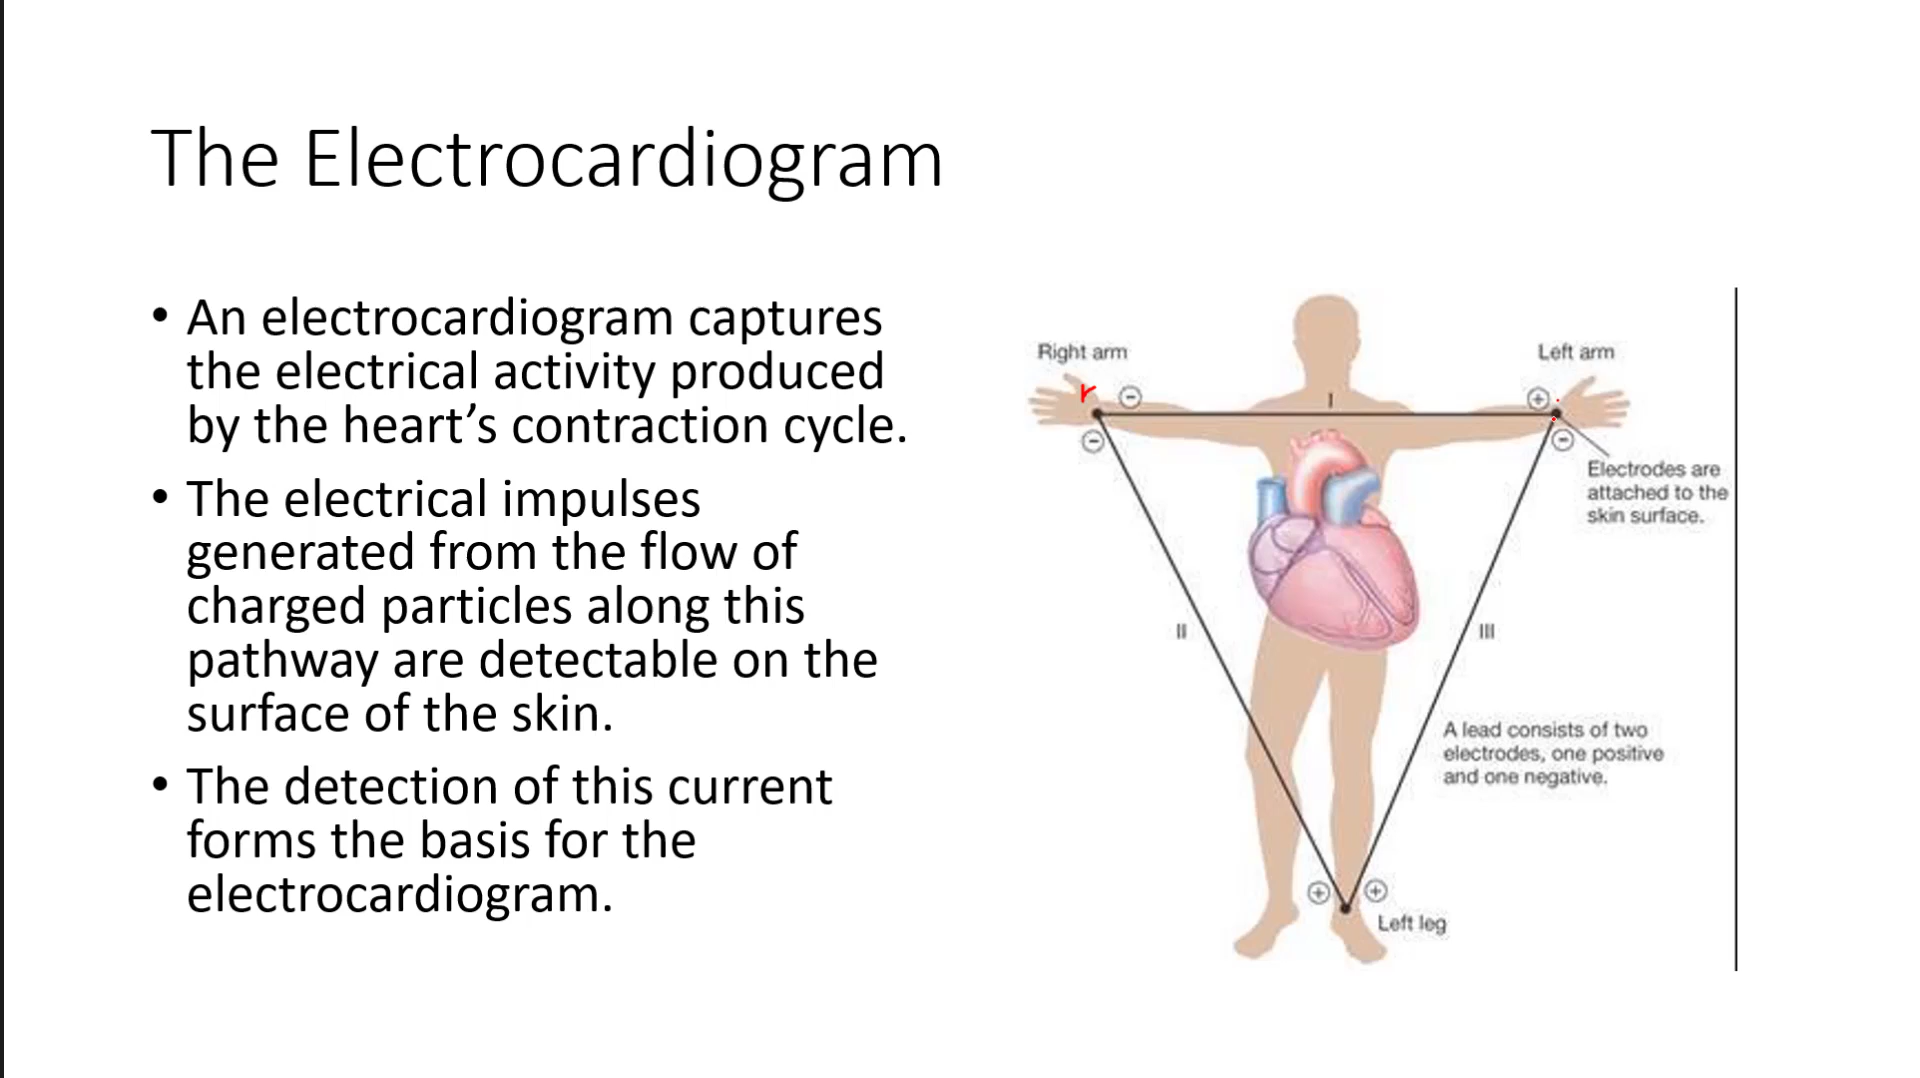 The Electrocardiogram
• An electrocardiogram captures
the electrical activity produced
by the heart’s contraction cycle.
• The electrical impulses
generated from the flow of
charged particles along this
pathway are detectable on the
surface of the skin.
• The detection of this current
forms the basis for the
electrocardiogram.
Right arm
Left arm
r
−
I
+
−
−
Electrodes are
attached to the
skin surface.
II
III
A lead consists of two
electrodes, one positive
and one negative.
+
+
Left leg